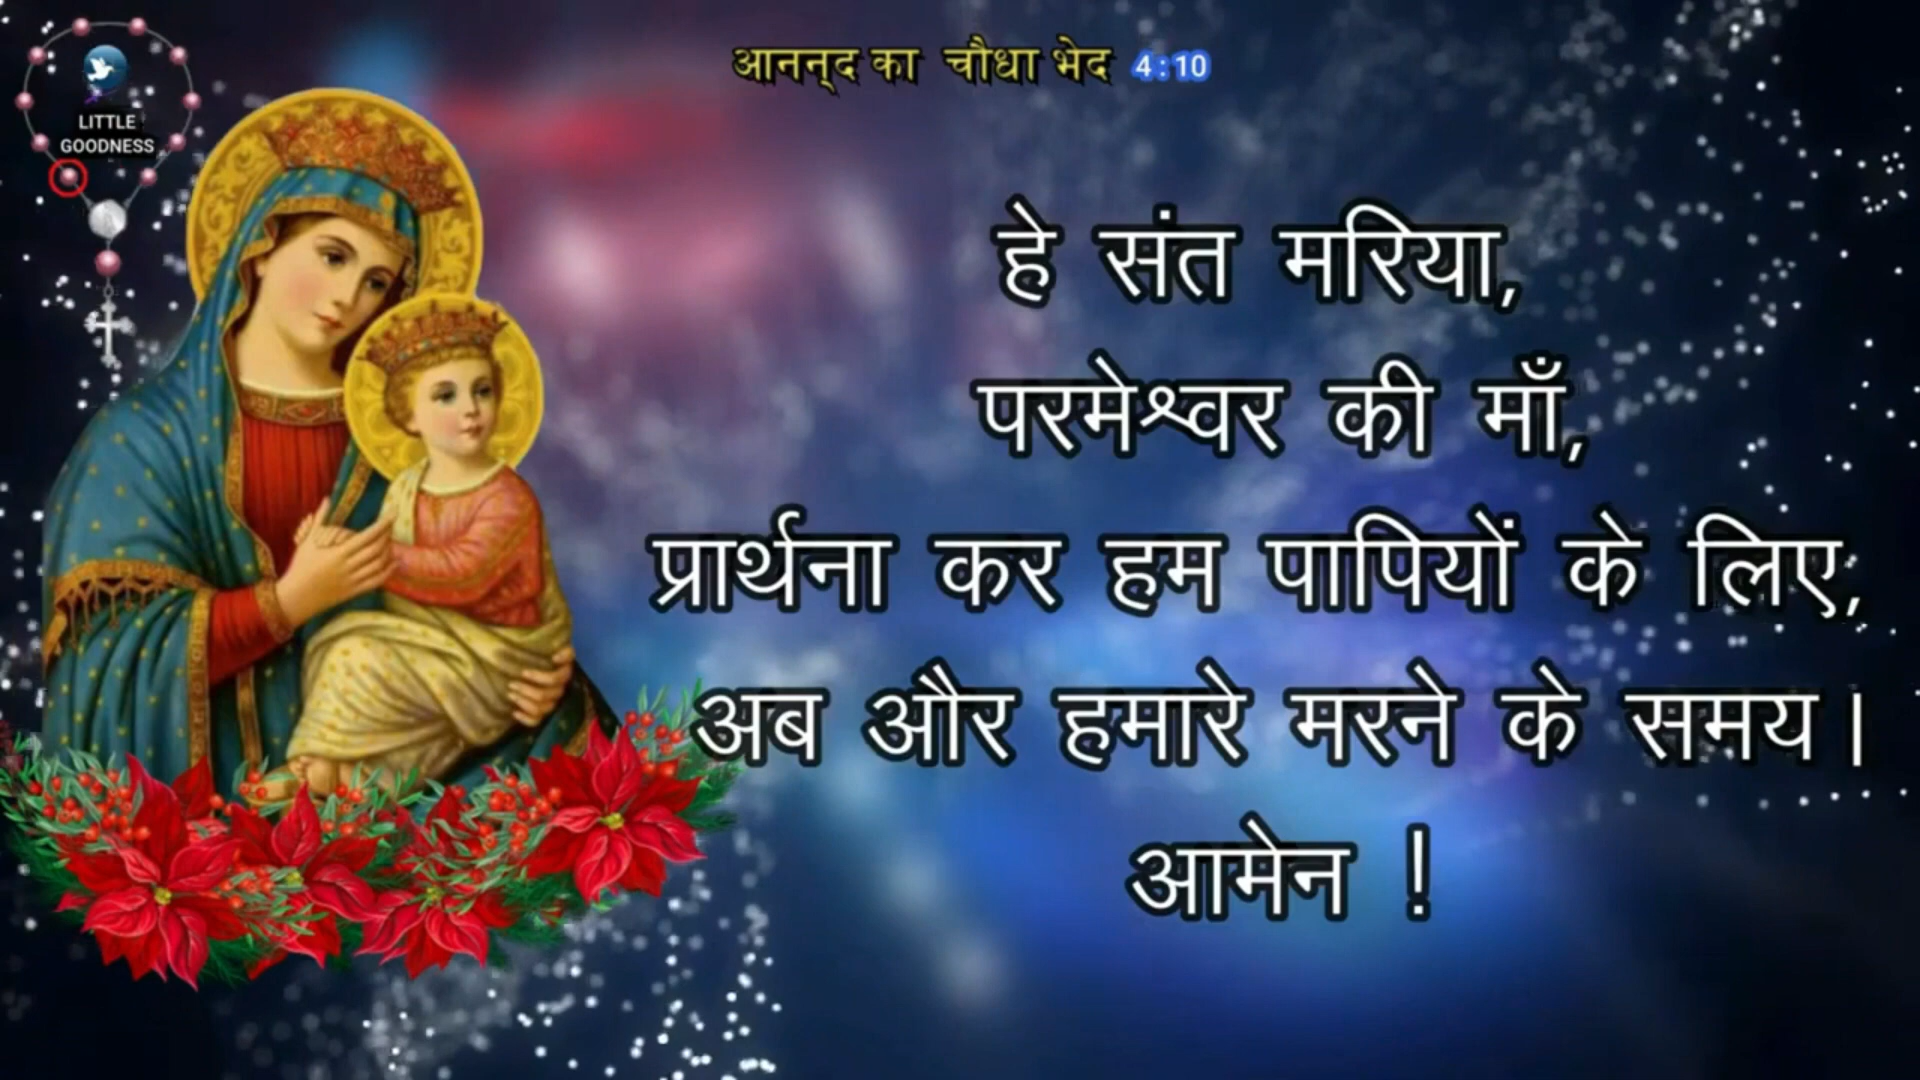 आनन्‌द का चौधा भेद 4:10
LITTLE
GOODNESS
हे संत मरिया,
परमेश्वर की माँ,
प्रार्थना कर हम पापियों के लिए,
अब और हमारे मरने के समय।
आमेन !